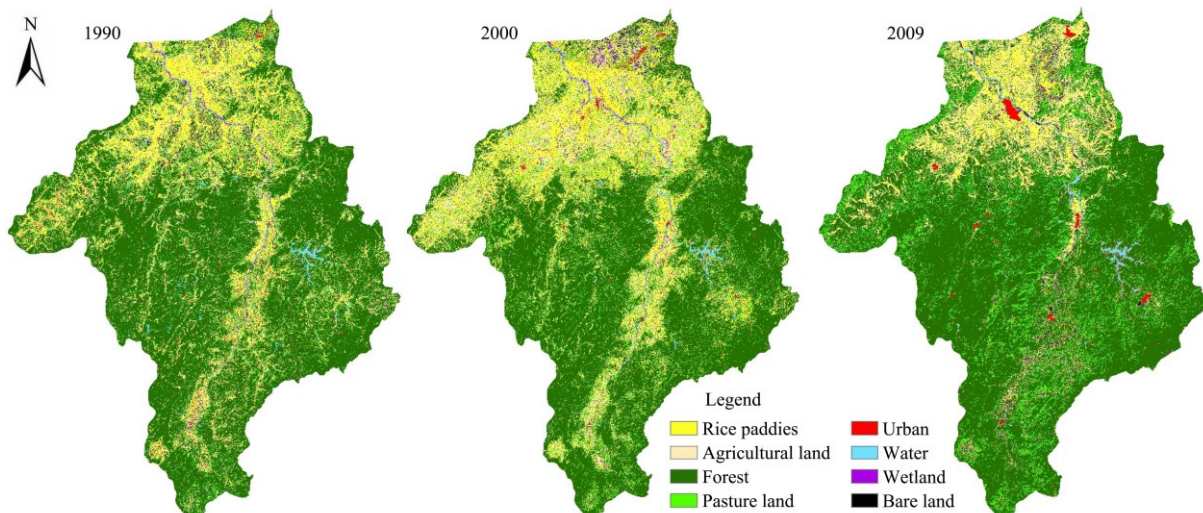 N
1990
2000
2009
Legend
Rice paddies
Agricultural land
Forest
Pasture land
Urban
Water
Wetland
Bare land